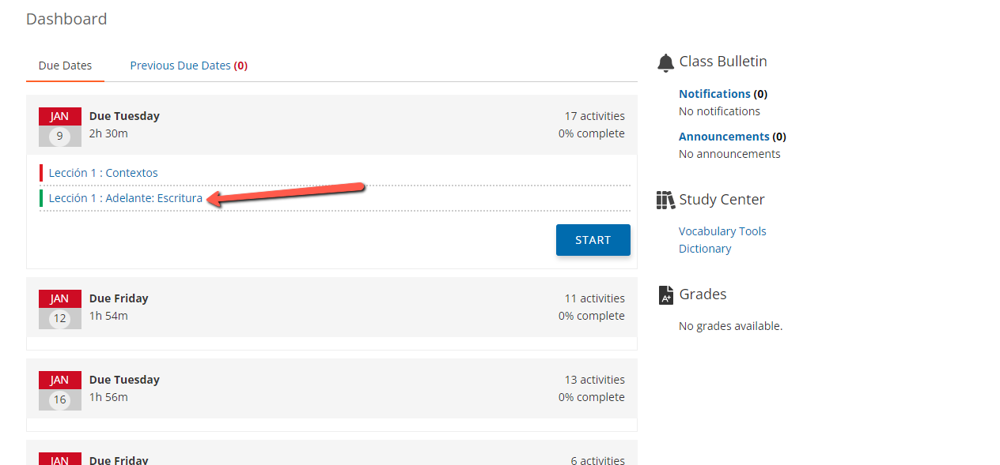 Dashboard
Due Dates
Previous Due Dates (0)
JAN
9
Due Tuesday
2h 30m
17 activities
0% complete
Lección 1 : Contextos
Lección 1 : Adelante: Escritura
START
JAN
12
Due Friday
1h 54m
11 activities
0% complete
JAN
16
Due Tuesday
1h 56m
13 activities
0% complete
JAN
Due Friday
6 activities
Class Bulletin
Notifications (0)
No notifications
Announcements (0)
No announcements
Study Center
Vocabulary Tools
Dictionary
A+
Grades
No grades available.